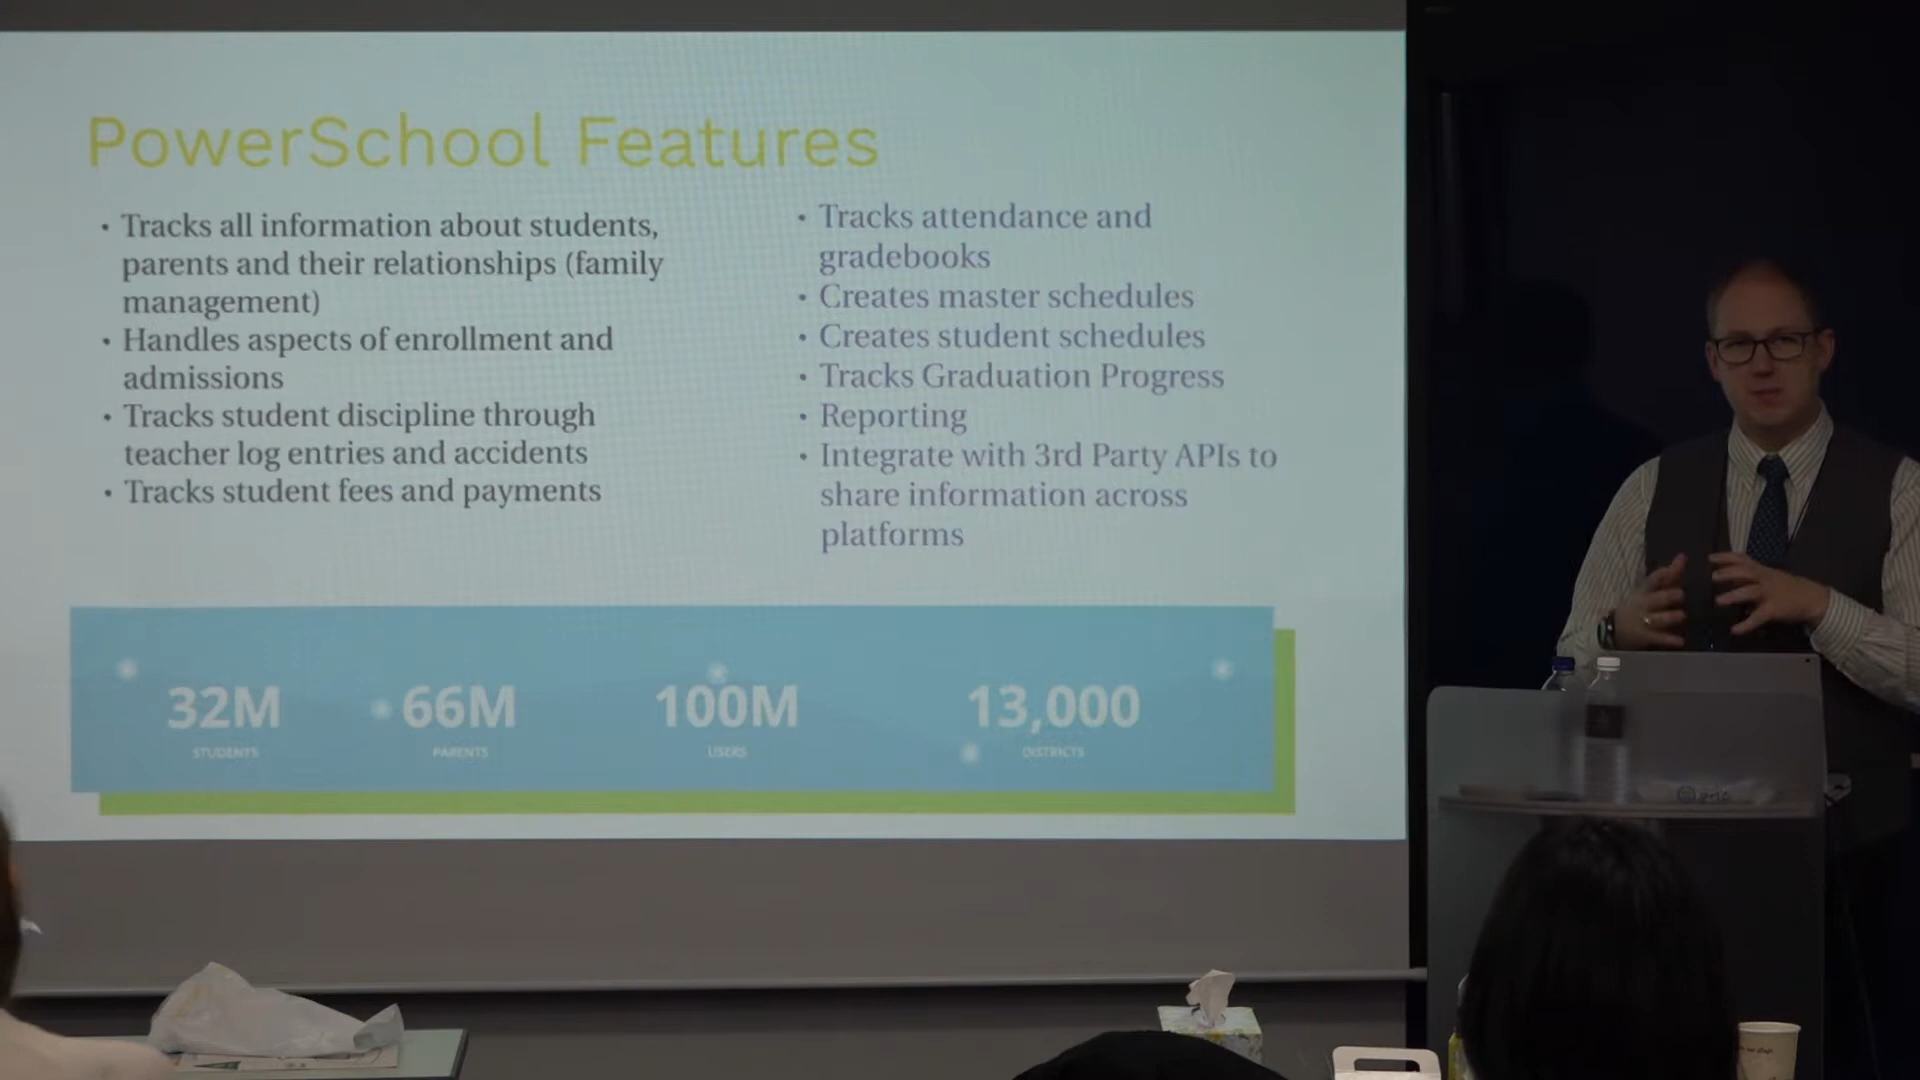 PowerSchool Features
• Tracks all information about students,
parents and their relationships (family
management)
• Handles aspects of enrollment and
admissions
• Tracks student discipline through
teacher log entries and accidents
• Tracks student fees and payments
• Tracks attendance and
gradebooks
• Creates master schedules
• Creates student schedules
• Tracks Graduation Progress
• Reporting
• Integrate with 3rd Party APIs to
share information across
platforms
32M
STUDENTS
66M
PARENTS
100M
USERS
13,000
DISTRICTS